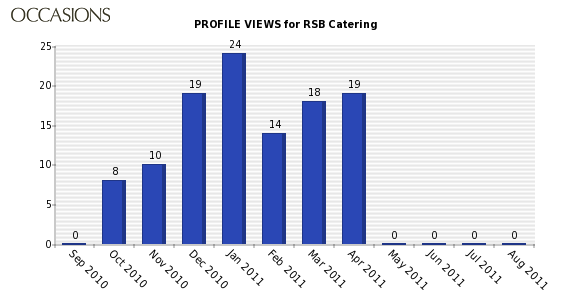 OCCASIONS
PROFILE VIEWS for RSB Catering
25
20
15
10
5
0
0
8
10
19
24
14
18
19
0
0
0
0
Sep 2010
Oct 2010
Nov 2010
Dec 2010
Jan 2011
Feb 2011
Mar 2011
Apr 2011
May 2011
Jun 2011
Jul 2011
Aug 2011